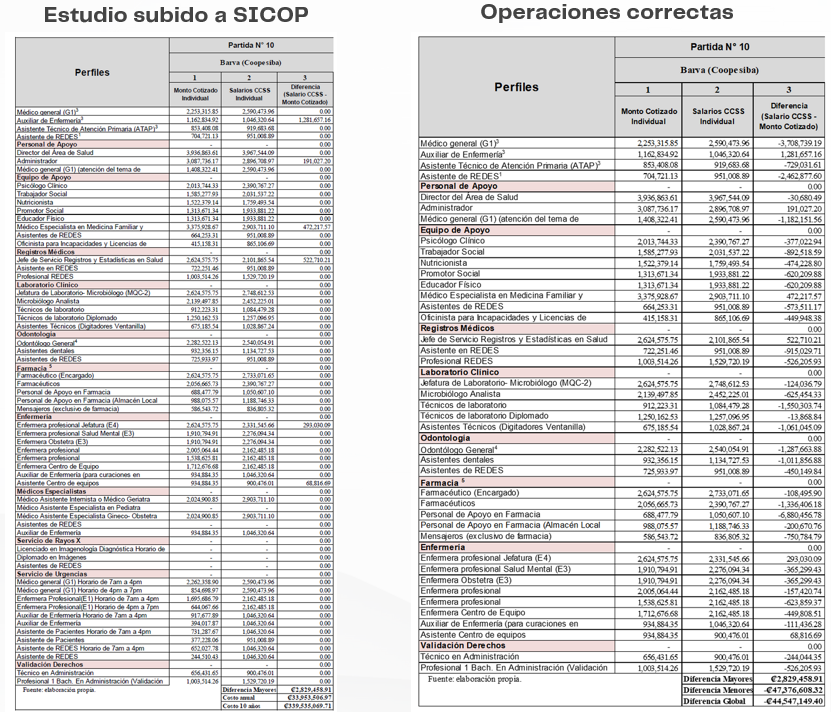 Estudio subido a SICOP
Perfiles
Partida N° 10
Barva (Coopesiba)
1 2 3
Monto Cotizado Individual Salarios CCSS Individual Diferencia (Salario CCSS - Monto Cotizado)
Médico general (G1)³ 2,253,315.85 2,590,473.96 0.00
Auxiliar de Enfermería³ 1,162,834.92 1,046,320.64 1,281,657.16
Asistente Técnico de Atención Primaria (ATAP)³ 853,408.08 919,683.68 0.00
Asistente de REDES¹ 704,721.13 951,008.89 0.00
Personal de Apoyo - - 0.00
Director del Área de Salud 3,936,863.61 3,967,544.09 0.00
Administrador 3,087,736.17 2,896,708.97 191,027.20
Médico general (G1) (atención del tema de 1,408,322.41 2,590,473.96 0.00
Equipo de Apoyo - - 0.00
Psicólogo Clínico 2,013,744.33 2,390,767.27 0.00
Trabajador Social 1,585,277.93 2,031,537.22 0.00
Nutricionista 1,522,379.14 1,759,493.54 0.00
Promotor Social 1,313,671.34 1,933,881.22 0.00
Educador Físico 1,313,671.34 1,933,881.22 0.00
Médico Especialista en Medicina Familiar y 3,375,928.67 2,903,711.10 472,217.57
Asistentes de REDES 664,253.31 951,008.89 0.00
Oficinista para Incapacidades y Licencias de 415,158.31 865,106.69 0.00
Registros Médicos - - 0.00
Jefe de Servicio Registros y Estadísticas en Salud 2,624,575.75 2,101,865.54 522,710.21
Asistente en REDES 722,251.46 951,008.89 0.00
Profesional REDES 1,003,514.26 1,529,720.19 0.00
Laboratorio Clínico - - 0.00
Jefatura de Laboratorio- Microbiólogo (MQC-2) 2,624,575.75 2,748,612.53 0.00
Microbiólogo Analista 2,139,497.85 2,452,225.01 0.00
Técnicos de laboratorio 912,223.31 1,084,479.28 0.00
Técnicos de laboratorio Diplomado 1,250,162.53 1,257,096.95 0.00
Asistentes Técnicos (Digitadores Ventanilla) 675,185.54 1,028,867.24 0.00
Odontología - - 0.00
Odontólogo General⁴ 2,282,522.13 2,540,054.91 0.00
Asistentes dentales 932,356.15 1,134,727.53 0.00
Asistentes de REDES 725,933.97 951,008.89 0.00
Farmacia ⁵ - - 0.00
Farmacéutico (Encargado) 2,624,575.75 2,733,071.65 0.00
Farmacéuticos 2,056,665.73 2,390,767.27 0.00
Personal de Apoyo en Farmacia 688,477.79 1,050,607.10 0.00
Personal de Apoyo en Farmacia (Almacén Local 988,075.57 1,188,746.33 0.00
Mensajeros (exclusivo de farmacia) 586,543.72 836,805.32 0.00
Enfermería - - 0.00
Enfermera profesional Jefatura (E4) 2,624,575.75 2,331,545.66 293,030.09
Enfermera profesional Salud Mental (E3) 1,910,794.91 2,276,094.34 0.00
Enfermera Obstetra (E3) 1,910,794.91 2,276,094.34 0.00
Enfermera profesional 2,005,064.44 2,162,485.18 0.00
Enfermera profesional 1,538,625.81 2,162,485.18 0.00
Enfermera Centro de Equipo 1,712,676.68 2,162,485.18 0.00
Auxiliar de Enfermería (para curaciones en 934,884.35 1,046,320.64 0.00
Asistente Centro de equipos 934,884.35 900,476.01 68,816.69
Médicos Especialistas - - 0.00
Médico Asistente Internista o Médico Geriatra 2,024,900.85 2,903,711.10 0.00
Médico Asistente Especialista en Pediatra - - 0.00
Médico Asistente Especialista Gineco- Obstetra 2,024,900.85 2,903,711.10 0.00
Asistentes de REDES - - 0.00
Auxiliar de Enfermería 934,884.35 1,046,320.64 0.00
Servicio de Rayos X - - 0.00
Licenciado en Imagenología Diagnóstica Horario de - - 0.00
Diplomado en Imágenes - - 0.00
Asistentes de REDES - - 0.00
Servicio de Urgencias - - 0.00
Médico general (G1) Horario de 7am a 4pm 2,262,358.90 2,590,473.96 0.00
Médico general (G1) Horario de 4pm a 7pm 854,698.97 2,590,473.96 0.00
Enfermera Profesional(E1) Horario de 7am a 4pm 1,695,686.79 2,162,485.18 0.00
Enfermera Profesional(E1) Horario de 4pm a 7pm 644,067.66 2,162,485.18 0.00
Auxiliar de Enfermería Horario de 7am a 4pm 917,677.89 1,046,320.64 0.00
Auxiliar de Enfermería 394,017.87 1,046,320.64 0.00
Asistente de Pacientes Horario de 7am a 4pm 731,287.67 1,046,320.64 0.00
Asistente de Pacientes 377,228.06 951,008.89 0.00
Asistente de REDES Horario de 7am a 4pm 652,027.78 1,046,320.64 0.00
Asistente de REDES 244,510.43 1,046,320.64 0.00
Validación Derechos - - 0.00
Técnico en Administración 656,431.65 900,476.01 0.00
Profesional 1 Bach. En Administración (Validación 1,003,514.26 1,529,720.19 0.00
Fuente: elaboración propia. Diferencia Mayores ₡2,829,458.91
Costo anual ₡33,953,506.97
Costo 10 años ₡339,535,069.71
Operaciones correctas
Perfiles
Partida N° 10
Barva (Coopesiba)
1 2 3
Monto Cotizado Individual Salarios CCSS Individual Diferencia (Salario CCSS - Monto Cotizado)
Médico general (G1)³ 2,253,315.85 2,590,473.96 -3,708,739.19
Auxiliar de Enfermería³ 1,162,834.92 1,046,320.64 1,281,657.16
Asistente Técnico de Atención Primaria (ATAP)³ 853,408.08 919,683.68 -729,031.61
Asistente de REDES¹ 704,721.13 951,008.89 -2,462,877.60
Personal de Apoyo - - 0.00
Director del Área de Salud 3,936,863.61 3,967,544.09 -30,680.49
Administrador 3,087,736.17 2,896,708.97 191,027.20
Médico general (G1) (atención del tema de 1,408,322.41 2,590,473.96 -1,182,151.56
Equipo de Apoyo - - 0.00
Psicólogo Clínico 2,013,744.33 2,390,767.27 -377,022.94
Trabajador Social 1,585,277.93 2,031,537.22 -892,518.59
Nutricionista 1,522,379.14 1,759,493.54 -474,228.80
Promotor Social 1,313,671.34 1,933,881.22 -620,209.88
Educador Físico 1,313,671.34 1,933,881.22 -620,209.88
Médico Especialista en Medicina Familiar y 3,375,928.67 2,903,711.10 472,217.57
Asistentes de REDES 664,253.31 951,008.89 -573,511.17
Oficinista para Incapacidades y Licencias de 415,158.31 865,106.69 -449,948.38
Registros Médicos - - 0.00
Jefe de Servicio Registros y Estadísticas en Salud 2,624,575.75 2,101,865.54 522,710.21
Asistente en REDES 722,251.46 951,008.89 -915,029.71
Profesional REDES 1,003,514.26 1,529,720.19 -526,205.93
Laboratorio Clínico - - 0.00
Jefatura de Laboratorio- Microbiólogo (MQC-2) 2,624,575.75 2,748,612.53 -124,036.79
Microbiólogo Analista 2,139,497.85 2,452,225.01 -625,454.33
Técnicos de laboratorio 912,223.31 1,084,479.28 -1,550,303.74
Técnicos de laboratorio Diplomado 1,250,162.53 1,257,096.95 -13,868.84
Asistentes Técnicos (Digitadores Ventanilla) 675,185.54 1,028,867.24 -1,061,045.09
Odontología - - 0.00
Odontólogo General⁴ 2,282,522.13 2,540,054.91 -1,287,663.88
Asistentes dentales 932,356.15 1,134,727.53 -1,011,856.88
Asistentes de REDES 725,933.97 951,008.89 -450,149.84
Farmacia ⁵ - - 0.00
Farmacéutico (Encargado) 2,624,575.75 2,733,071.65 -108,495.90
Farmacéuticos 2,056,665.73 2,390,767.27 -1,336,406.18
Personal de Apoyo en Farmacia 688,477.79 1,050,607.10 -6,880,456.78
Personal de Apoyo en Farmacia (Almacén Local 988,075.57 1,188,746.33 -200,670.76
Mensajeros (exclusivo de farmacia) 586,543.72 836,805.32 -750,784.79
Enfermería - - 0.00
Enfermera profesional Jefatura (E4) 2,624,575.75 2,331,545.66 293,030.09
Enfermera profesional Salud Mental (E3) 1,910,794.91 2,276,094.34 -365,299.43
Enfermera Obstetra (E3) 1,910,794.91 2,276,094.34 -365,299.43
Enfermera profesional 2,005,064.44 2,162,485.18 -157,420.74
Enfermera profesional 1,538,625.81 2,162,485.18 -623,859.37
Enfermera Centro de Equipo 1,712,676.68 2,162,485.18 -449,808.51
Auxiliar de Enfermería (para curaciones en 934,884.35 1,046,320.64 -111,436.28
Asistente Centro de equipos 934,884.35 900,476.01 68,816.69
Validación Derechos - - 0.00
Técnico en Administración 656,431.65 900,476.01 -244,044.35
Profesional 1 Bach. En Administración (Validación 1,003,514.26 1,529,720.19 -526,205.93
Fuente: elaboración propia. Diferencia Mayores ₡2,829,458.91
Diferencia Menores -₡47,376,608.32
Diferencia Global -₡44,547,149.40